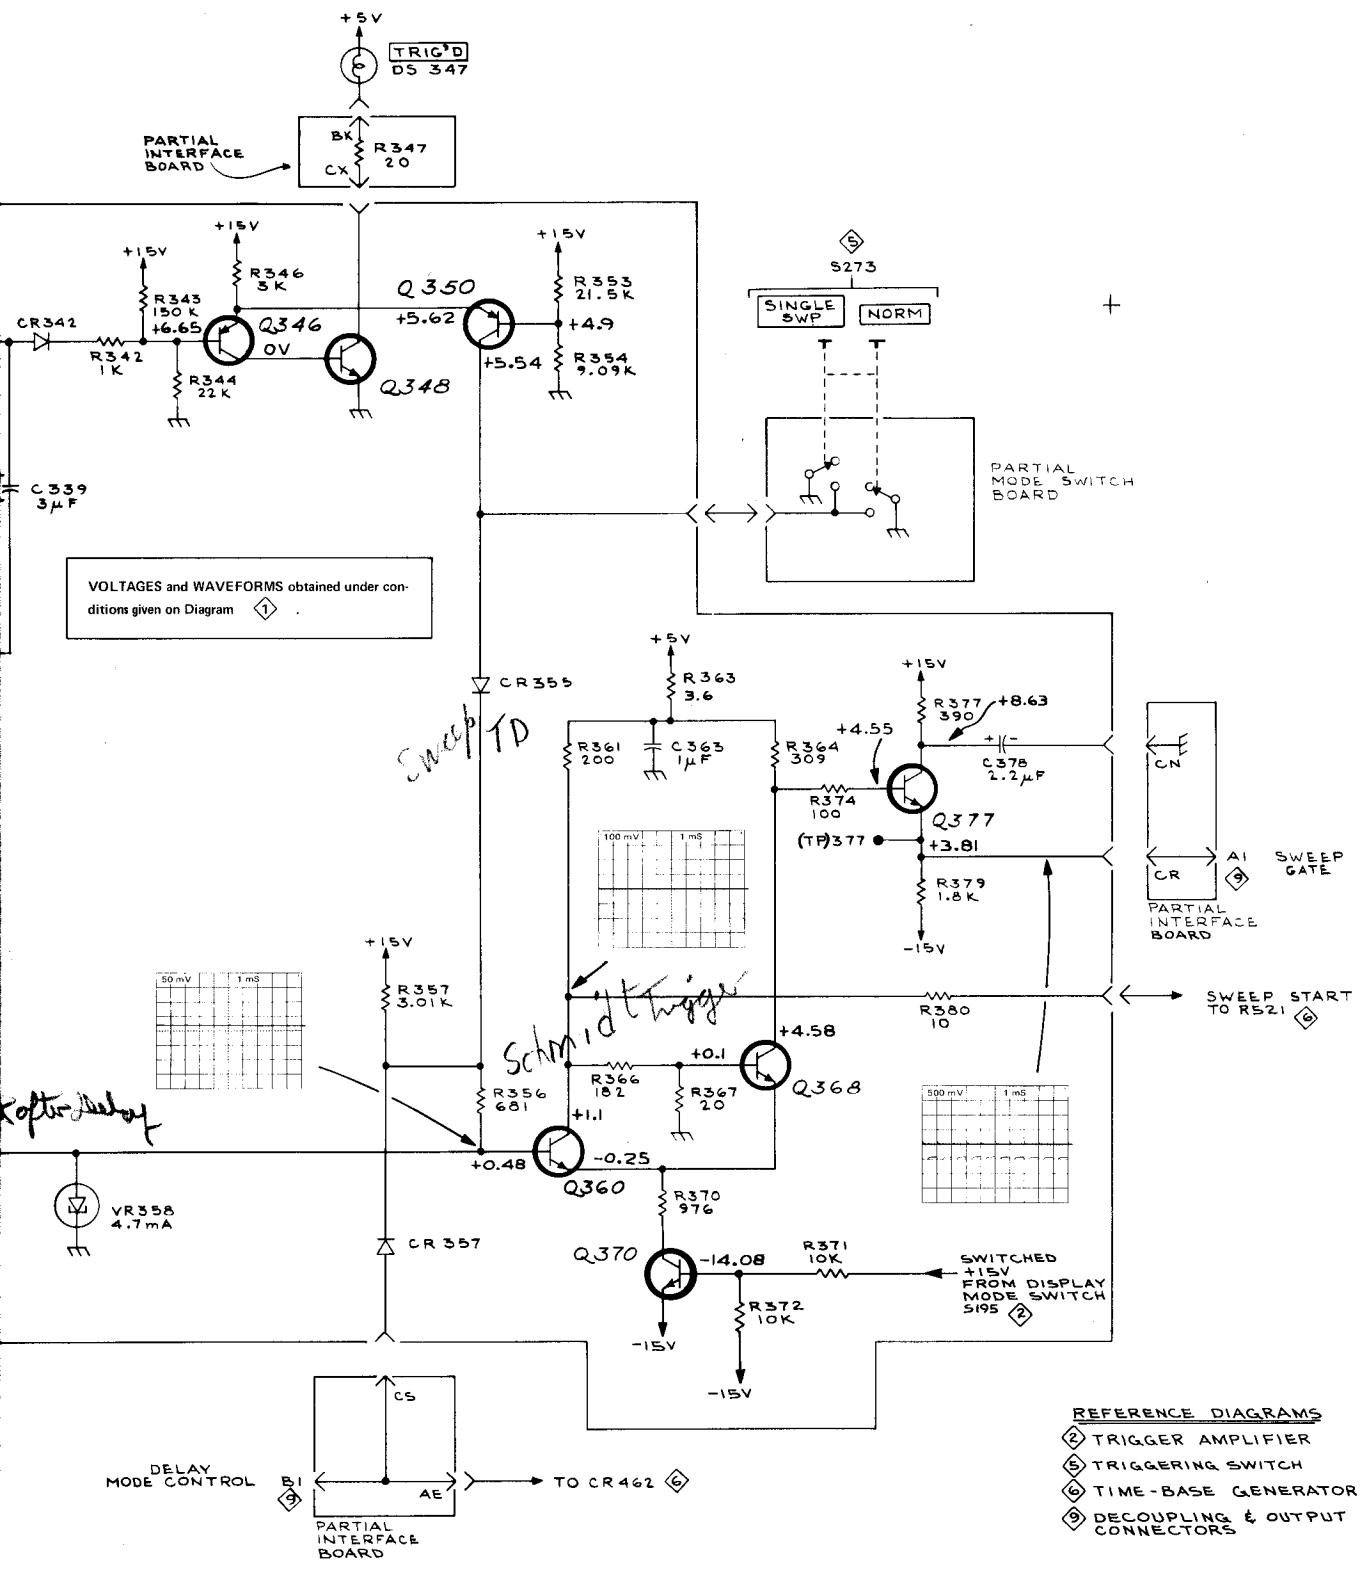 +5V
TRIG'D
DS 347
PARTIAL
INTERFACE
BOARD
BK
R347
20
CX
+15V
+15V
+15V
R346
3K
R343
150K
+6.65
CR342
R342
1K
Q346
0V
R344
22K
Q348
Q350
+5.62
+5.54
R353
21.5K
+4.9
R354
9.09K
5
S273
SINGLE
SWP
NORM
PARTIAL
MODE SWITCH
BOARD
C339
3μF
VOLTAGES and WAVEFORMS obtained under con-
ditions given on Diagram 1 .
CR355
Sweep TD
+5V
R363
3.6
R361
200
C363
1μF
R364
309
+15V
R377
390
+8.63
+4.55
C378
2.2μF
CN
R374
100
Q377
(TP)377
+3.81
CR
A1
9
SWEEP
GATE
R379
1.8K
-15V
PARTIAL
INTERFACE
BOARD
100 mV
1 mS
+15V
R357
3.01K
50 mV
1 mS
Schmidt Trigger
R380
10
SWEEP START
TO R521 6
+4.58
+0.1
Q368
R366
182
R367
20
R356
681
+1.1
500 mV
1 mS
+0.48
-0.25
Q360
VR358
4.7mA
CR357
R370
976
Q370
-14.08
R371
10K
SWITCHED
+15V
FROM DISPLAY
MODE SWITCH
S195 2
R372
10K
-15V
-15V
CS
DELAY
MODE CONTROL
B1
9
AE
TO CR462 6
PARTIAL
INTERFACE
BOARD
REFERENCE DIAGRAMS
2 TRIGGER AMPLIFIER
5 TRIGGERING SWITCH
6 TIME-BASE GENERATOR
9 DECOUPLING & OUTPUT
CONNECTORS